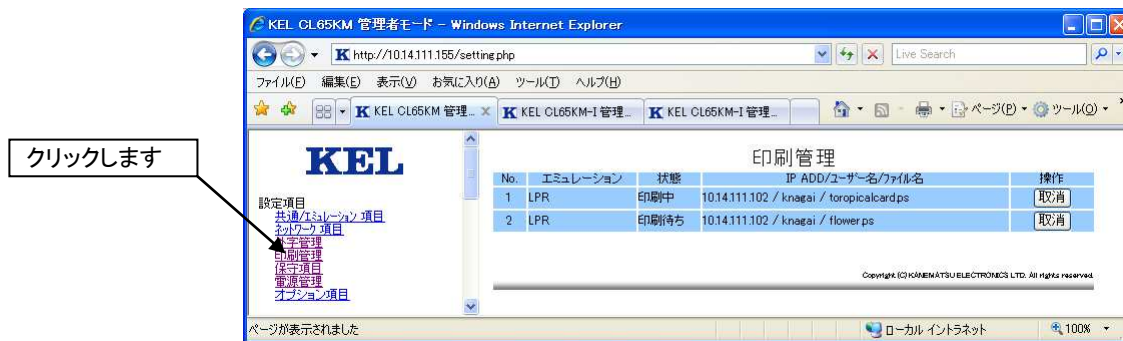 KEL CL65KM 管理者モード - Windows Internet Explorer
http://10.14.111.155/setting.php
Live Search
ファイル(F) 編集(E) 表示(V) お気に入り(A) ツール(T) ヘルプ(H)
KEL CL65KM 管理... KEL CL65KM-I 管理... KEL CL65KM-I 管理... ページ(P) ツール(O)
クリックします
KEL
設定項目
共通/エミュレーション 項目
ネットワーク 項目
外字管理
印刷管理
保守項目
電源管理
オプション項目
印刷管理
No. エミュレーション 状態 IP ADD/ユーザー名/ファイル名 操作
1 LPR 印刷中 10.14.111.102 / knagai / toropicalcard.ps 取消
2 LPR 印刷待ち 10.14.111.102 / knagai / flower.ps 取消
Copyright (C) KANEMATSU ELECTRONICS LTD. All rights reserved.
ページが表示されました ローカル イントラネット 100%